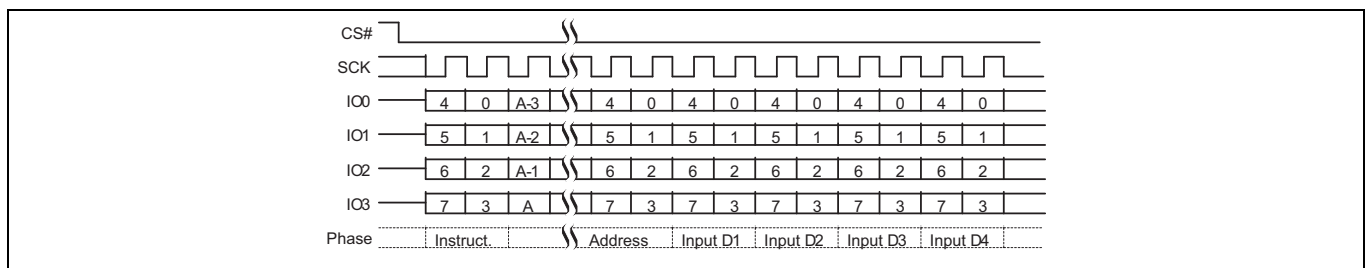 CS#
SCK
IO0 4 0 A-3 4 0 4 0 4 0 4 0 4 0
IO1 5 1 A-2 5 1 5 1 5 1 5 1 5 1
IO2 6 2 A-1 6 2 6 2 6 2 6 2 6 2
IO3 7 3 A 7 3 7 3 7 3 7 3 7 3
Phase Instruct. Address Input D1 Input D2 Input D3 Input D4